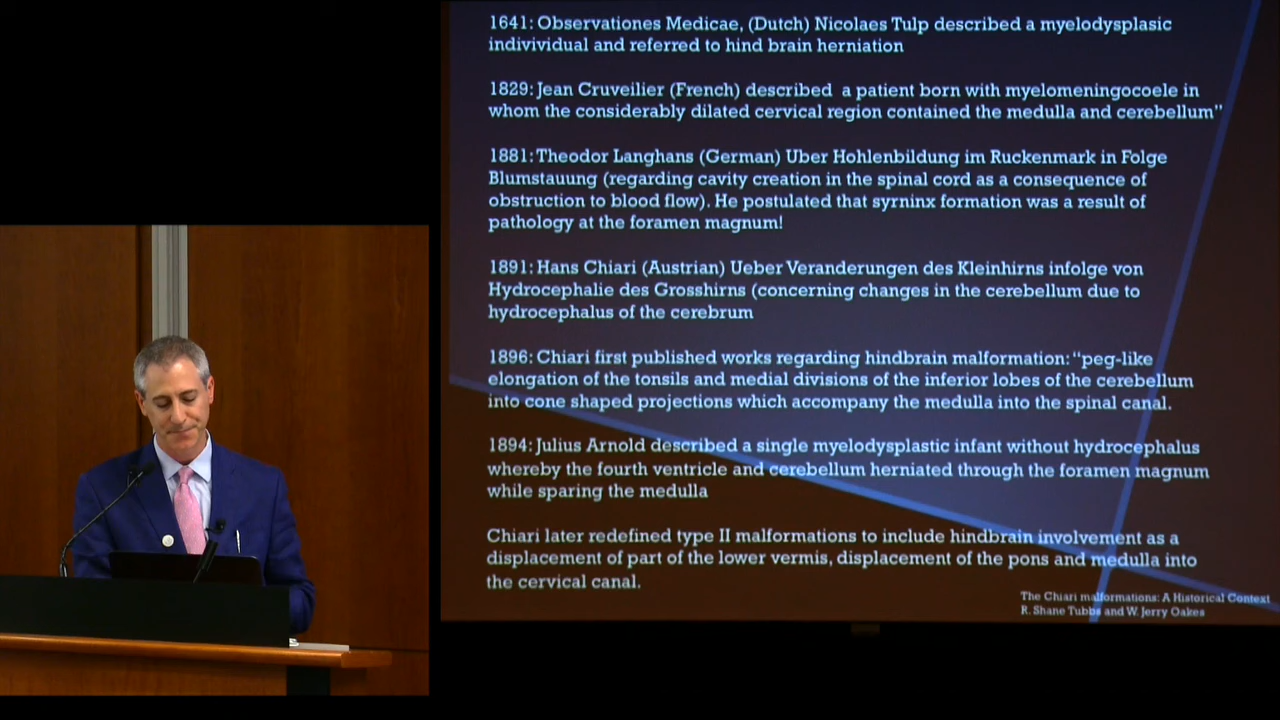 1641: Observationes Medicae, (Dutch) Nicolaes Tulp described a myelodysplasic
indivividual and referred to hind brain herniation
1829: Jean Cruveilier (French) described a patient born with myelomeningocoele in
whom the considerably dilated cervical region contained the medulla and cerebellum"
1881: Theodor Langhans (German) Uber Hohlenbildung im Ruckenmark in Folge
Blumstauung (regarding cavity creation in the spinal cord as a consequence of
obstruction to blood flow). He postulated that syrninx formation was a result of
pathology at the foramen magnum!
1891: Hans Chiari (Austrian) Ueber Veranderungen des Kleinhirns infolge von
Hydrocephalie des Grosshirns (concerning changes in the cerebellum due to
hydrocephalus of the cerebrum
1896: Chiari first published works regarding hindbrain malformation: "peg-like
elongation of the tonsils and medial divisions of the inferior lobes of the cerebellum
into cone shaped projections which accompany the medulla into the spinal canal.
1894: Julius Arnold described a single myelodysplastic infant without hydrocephalus
whereby the fourth ventricle and cerebellum herniated through the foramen magnum
while sparing the medulla
Chiari later redefined type II malformations to include hindbrain involvement as a
displacement of part of the lower vermis, displacement of the pons and medulla into
the cervical canal.
The Chiari malformations: A Historical Context
R. Shane Tubbs and W. Jerry Oakes